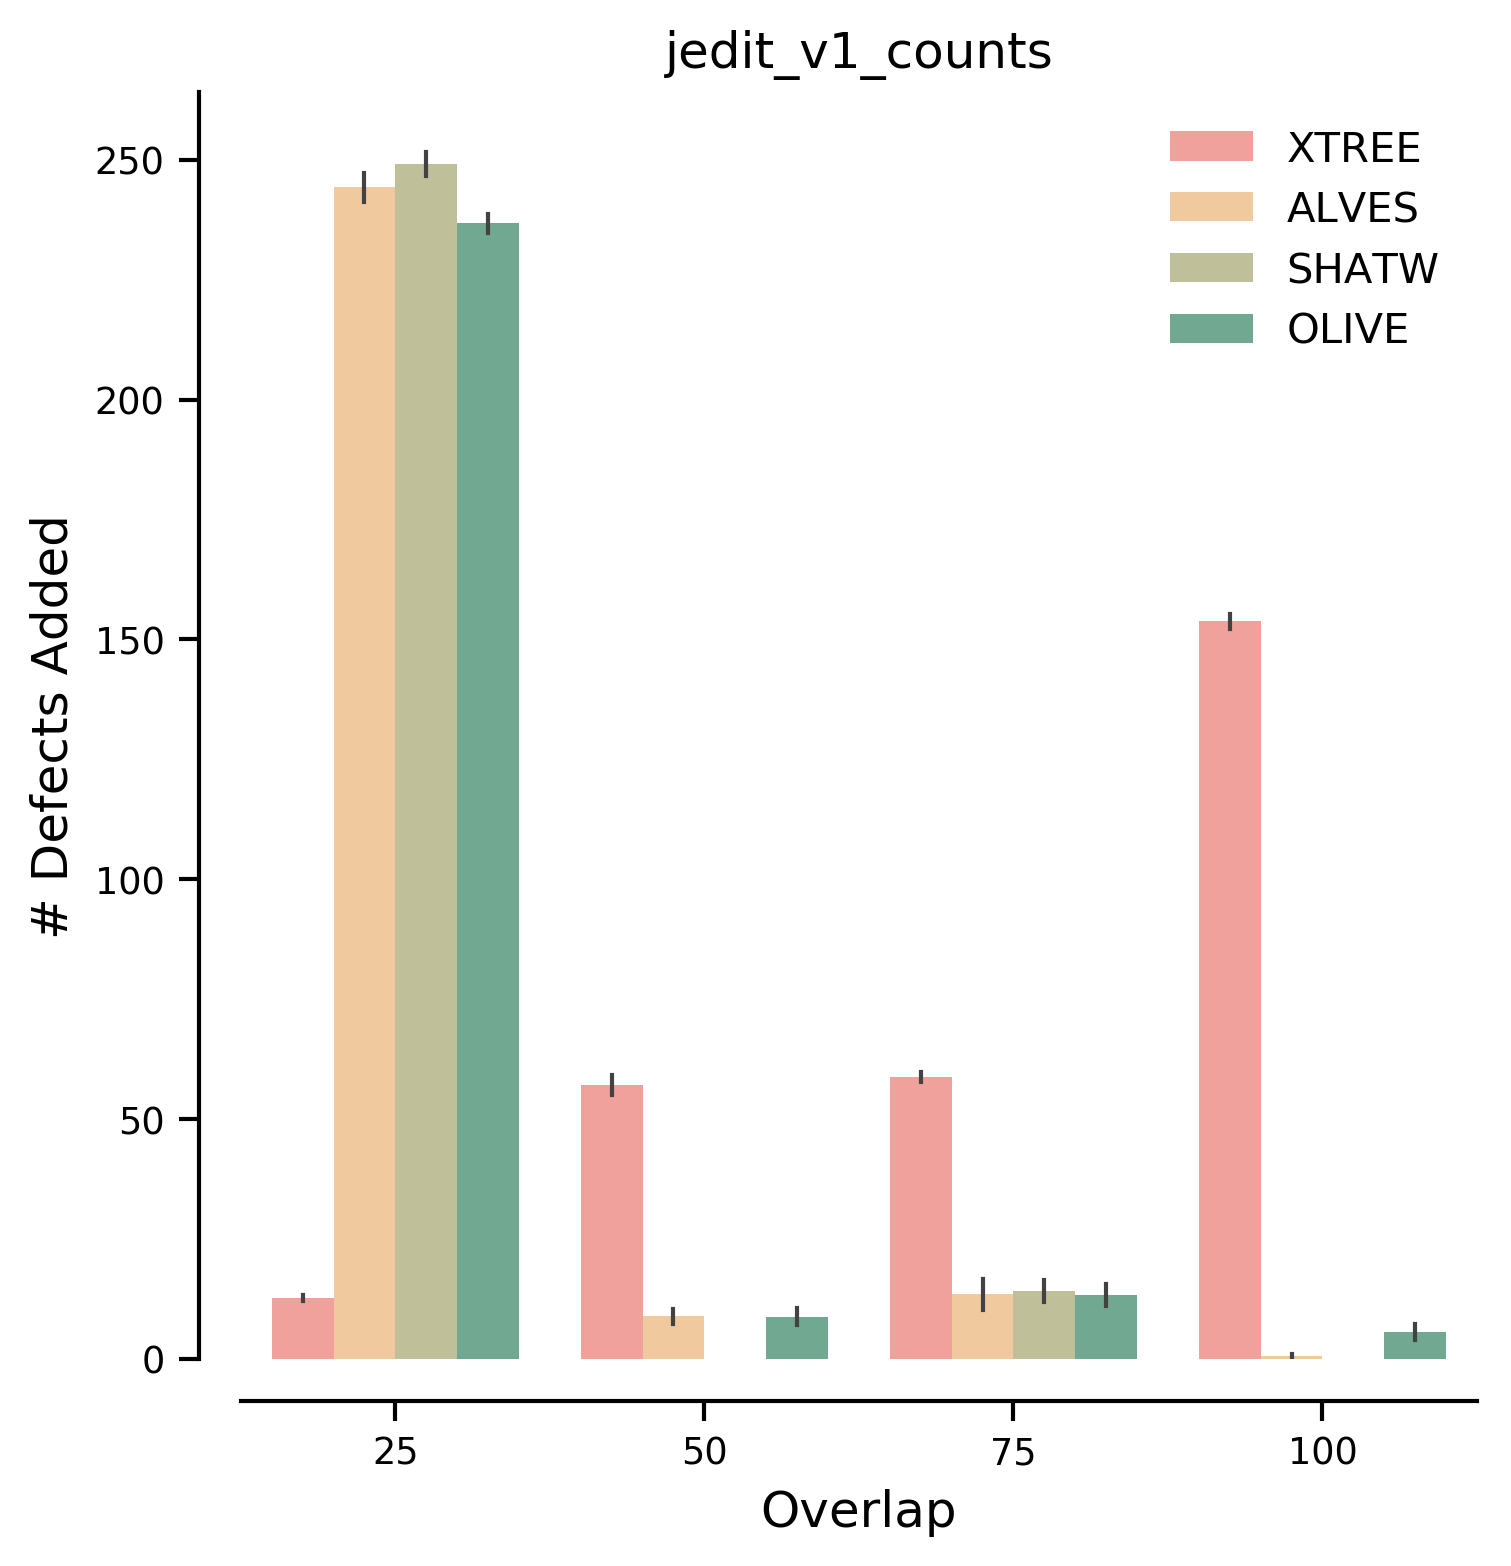 jedit_v1_counts
XTREE
ALVES
SHATW
OLIVE
# Defects Added
250
200
150
100
50
0
25 50 75 100
Overlap